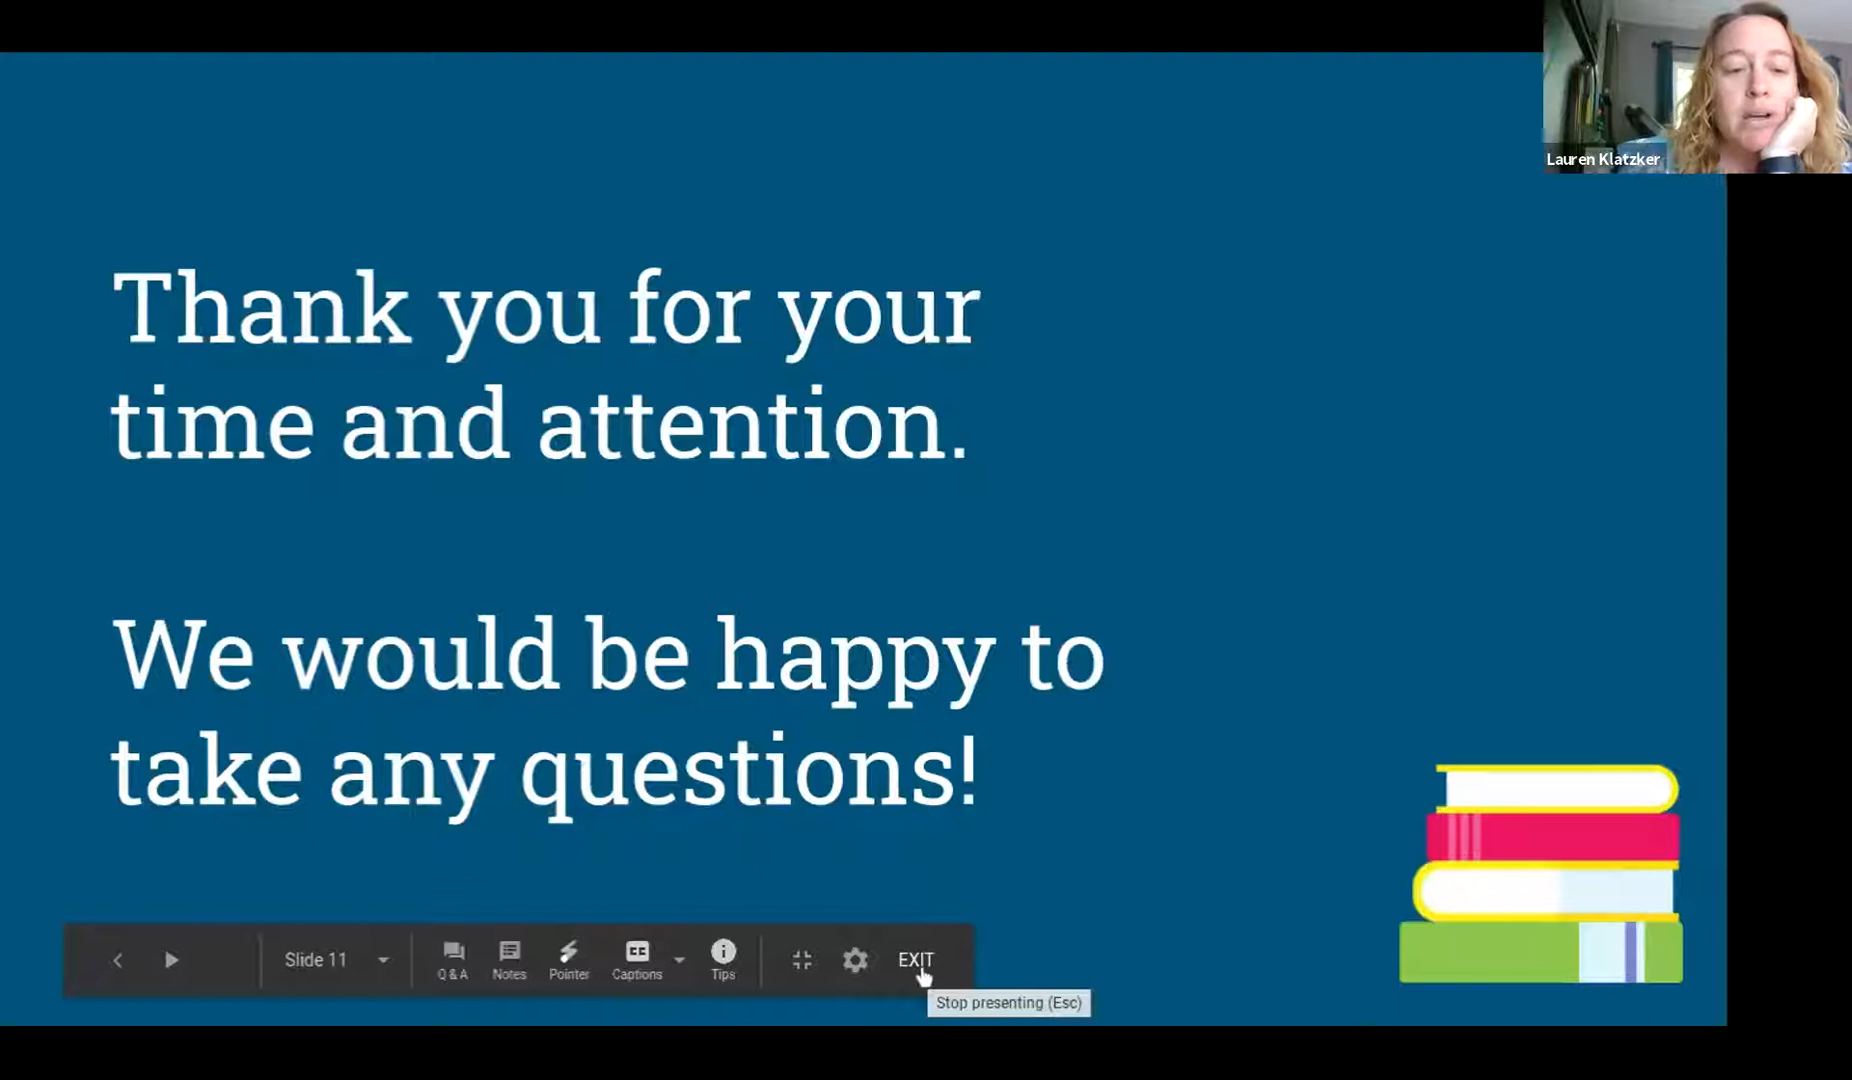 Lauren Klatzker
Thank you for your
time and attention.
We would be happy to
take any questions!
Slide 11
Q & A
Notes
Pointer
CC
Captions
Tips
EXIT
Stop presenting (Esc)